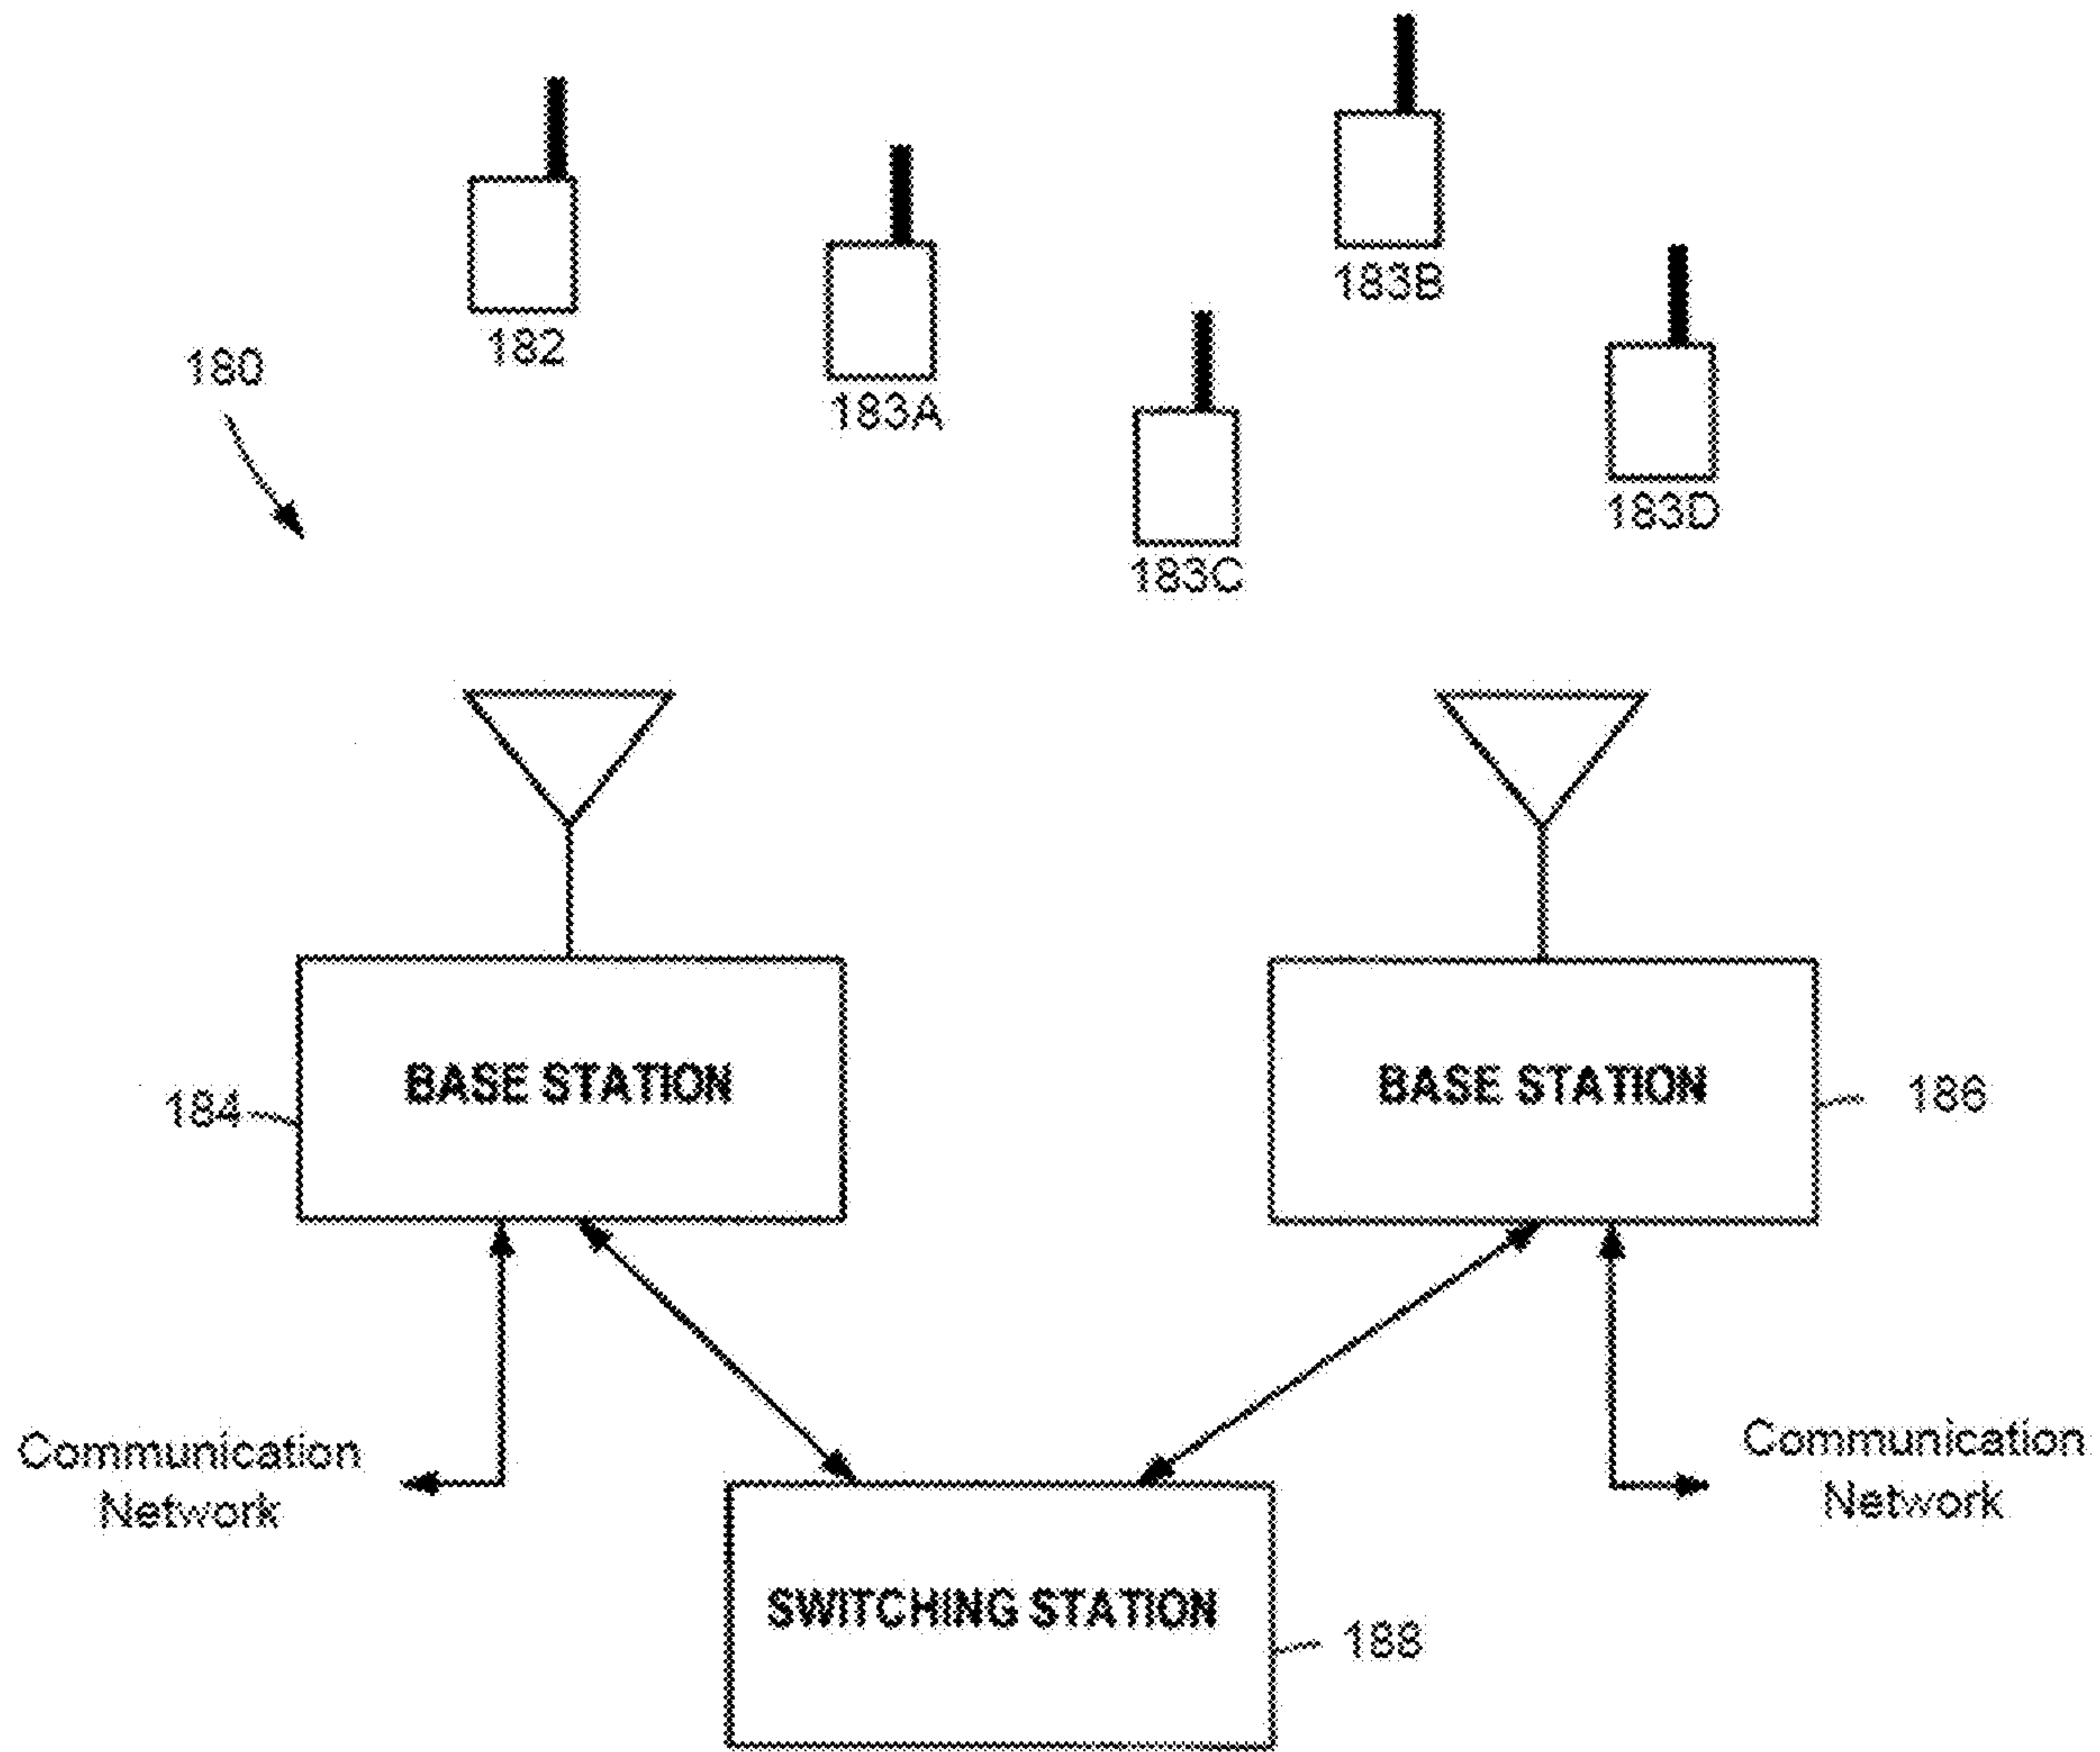 183B
182
180
183A
183D
183C
BASE STATION
BASE STATION
184
186
Communication
Network
Communication
Network
SWITCHING STATION
188